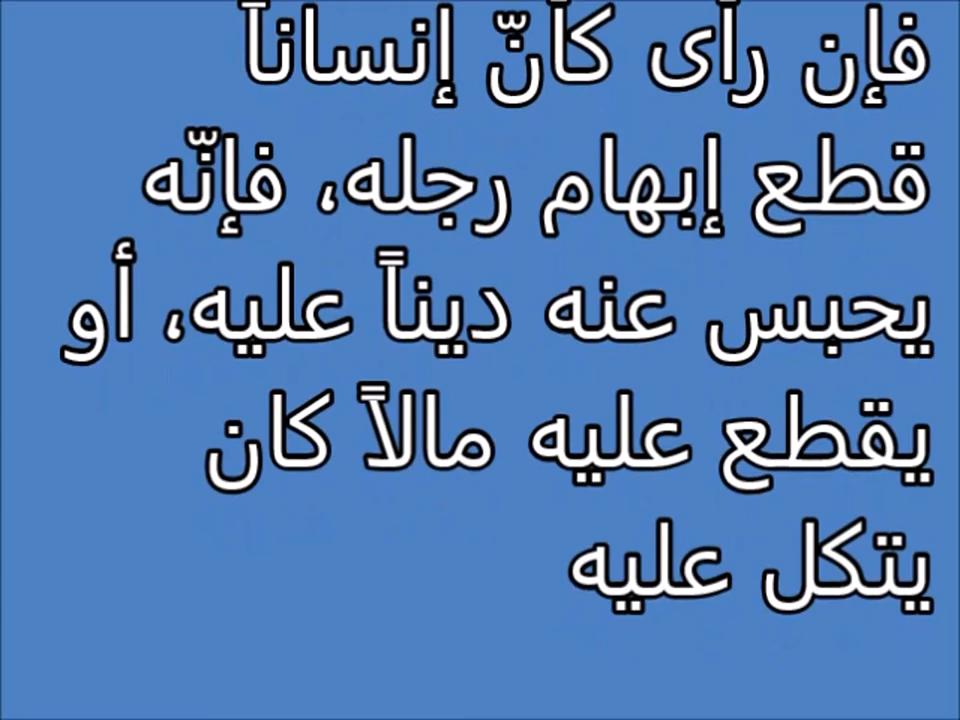 فإن رأى كأنّ إنساناً
قطع إبهام رجله، فإنّه
يحبس عنه ديناً عليه، أو
يقطع عليه مالاً كان
يتكل عليه